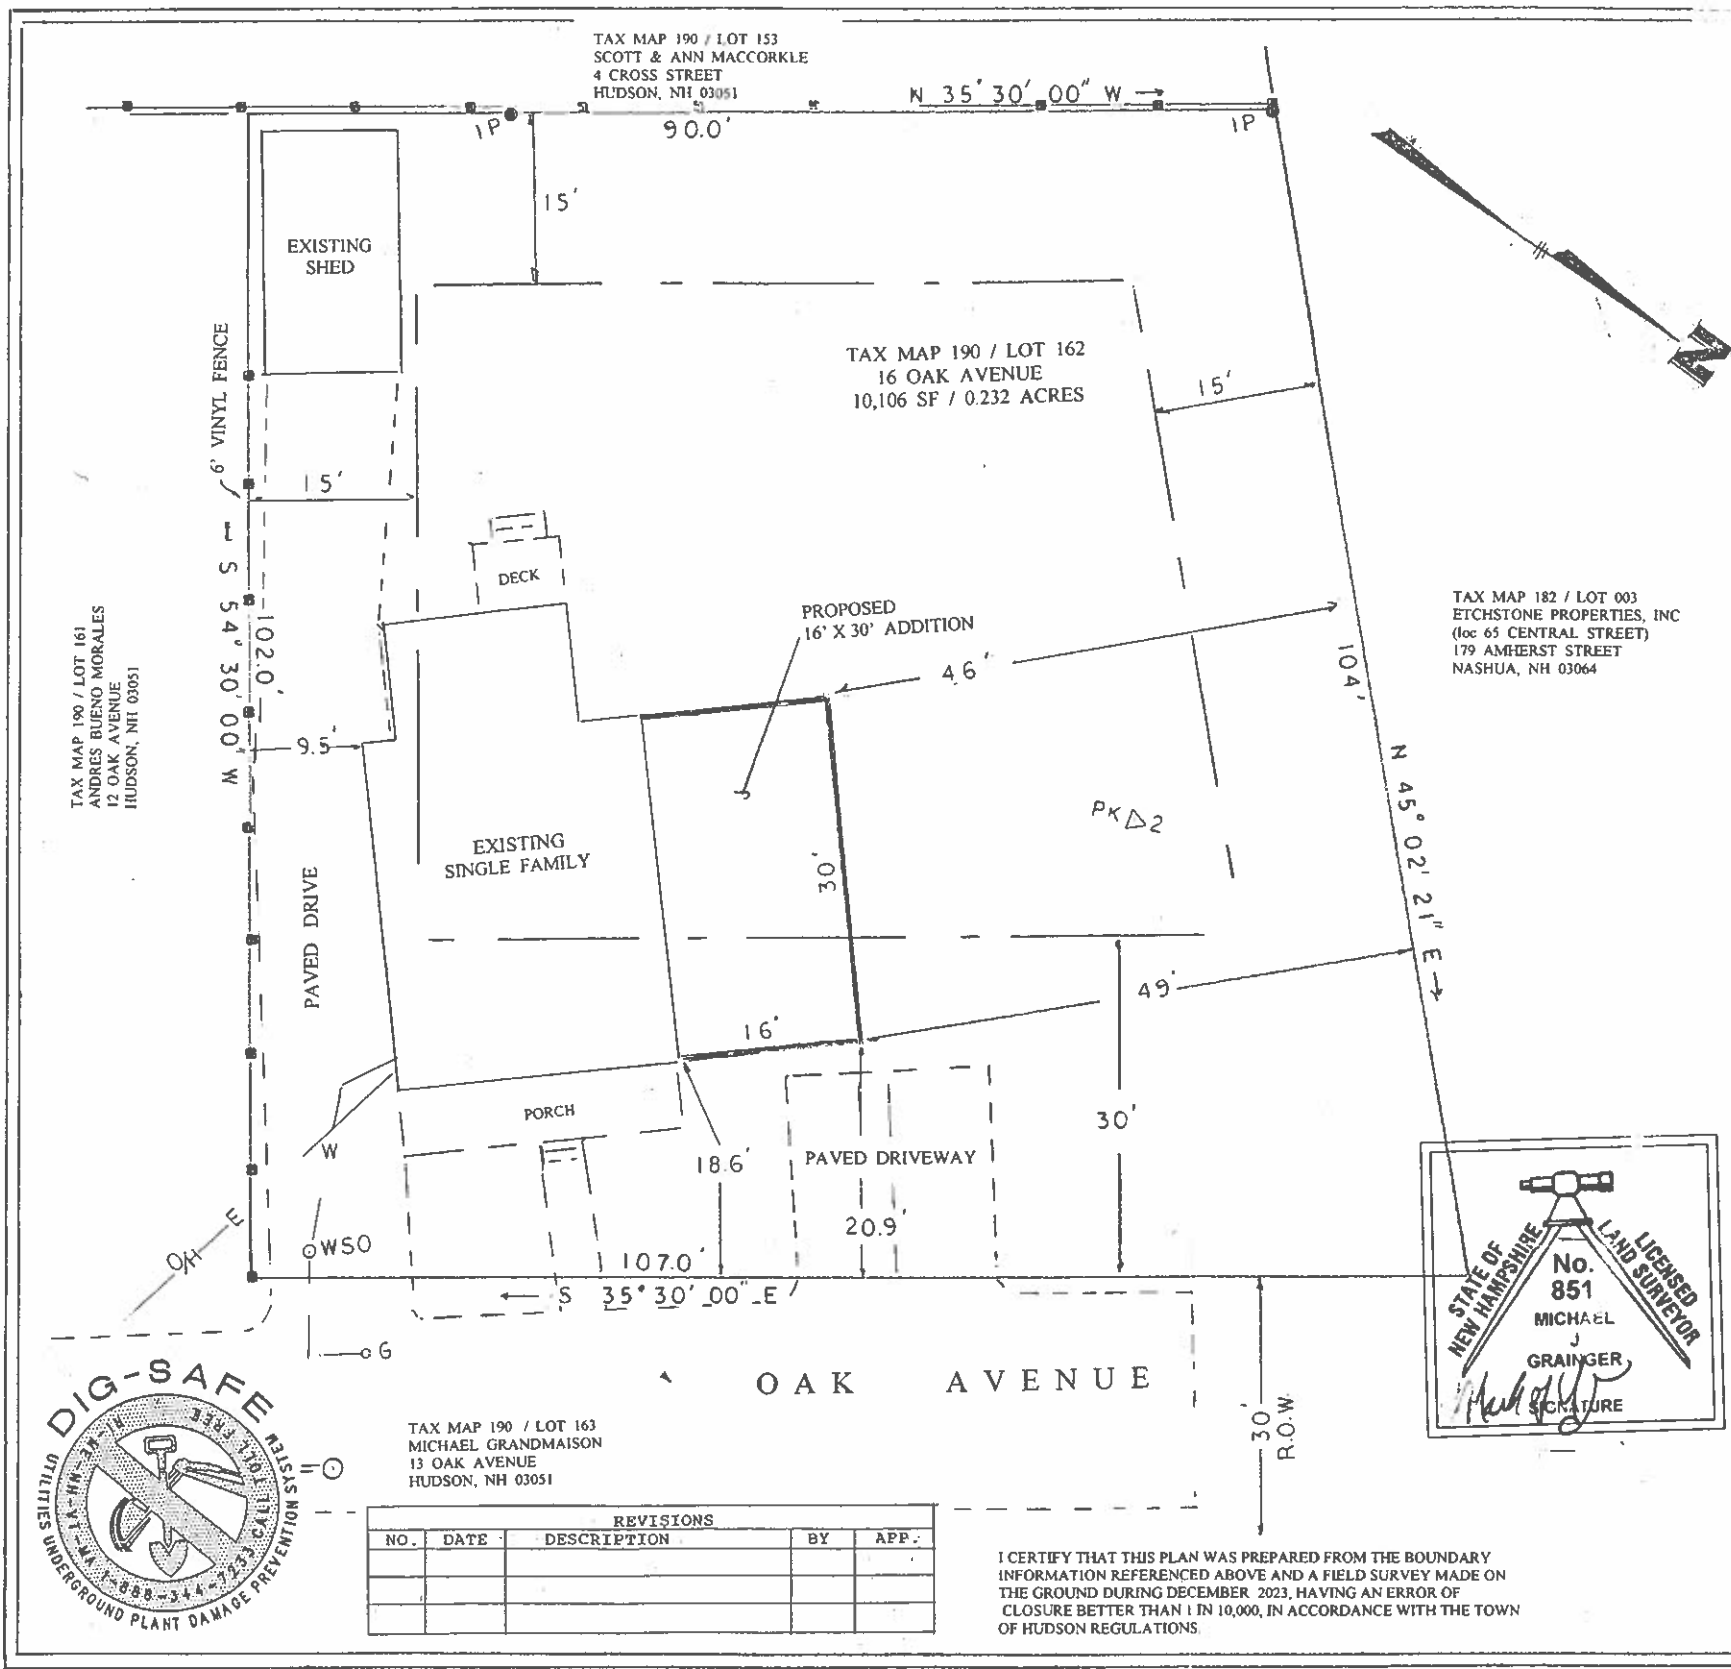 TAX MAP 190 / LOT 153
SCOTT & ANN MACCORKLE
4 CROSS STREET
HUDSON, NH 03051
N 35° 30' 00" W
IP
90.0'
IP
15'
EXISTING
SHED
6' VINYL FENCE
TAX MAP 190 / LOT 162
16 OAK AVENUE
10,106 SF / 0.232 ACRES
15'
15'
N
S 54° 30' 00" W
102.0'
DECK
PROPOSED
16' X 30' ADDITION
46'
104'
TAX MAP 182 / LOT 003
ETCHSTONE PROPERTIES, INC
(loc 65 CENTRAL STREET)
179 AMHERST STREET
NASHUA, NH 03064
TAX MAP 190 / LOT 161
ANDRES BUENO MORALES
12 OAK AVENUE
HUDSON, NH 03051
9.5'
N 45° 02' 21" E
PK 2
EXISTING
SINGLE FAMILY
30'
PAVED DRIVE
49'
16'
PORCH
30'
W
18.6'
PAVED DRIVEWAY
20.9'
O/H E
WSO
107.0'
S 35° 30' 00" E
G
OAK AVENUE
30'
R.O.W.
STATE OF
NEW HAMPSHIRE
LICENSED
LAND SURVEYOR
No.
851
MICHAEL
J
GRAINGER
SIGNATURE
DIG-SAFE
UTILITIES UNDERGROUND PLANT DAMAGE PREVENTION SYSTEM
RI-ME-NH-VT-MA 1-888-344-7233 CALL TOLL FREE
TAX MAP 190 / LOT 163
MICHAEL GRANDMAISON
13 OAK AVENUE
HUDSON, NH 03051
REVISIONS
NO. DATE DESCRIPTION BY APP.
I CERTIFY THAT THIS PLAN WAS PREPARED FROM THE BOUNDARY
INFORMATION REFERENCED ABOVE AND A FIELD SURVEY MADE ON
THE GROUND DURING DECEMBER 2023, HAVING AN ERROR OF
CLOSURE BETTER THAN 1 IN 10,000, IN ACCORDANCE WITH THE TOWN
OF HUDSON REGULATIONS.